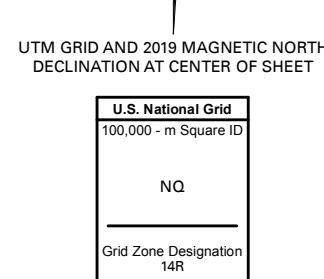 UTM GRID AND 2019 MAGNETIC NORTH
DECLINATION AT CENTER OF SHEET
U.S. National Grid
100,000 - m Square ID
NQ
Grid Zone Designation
14R